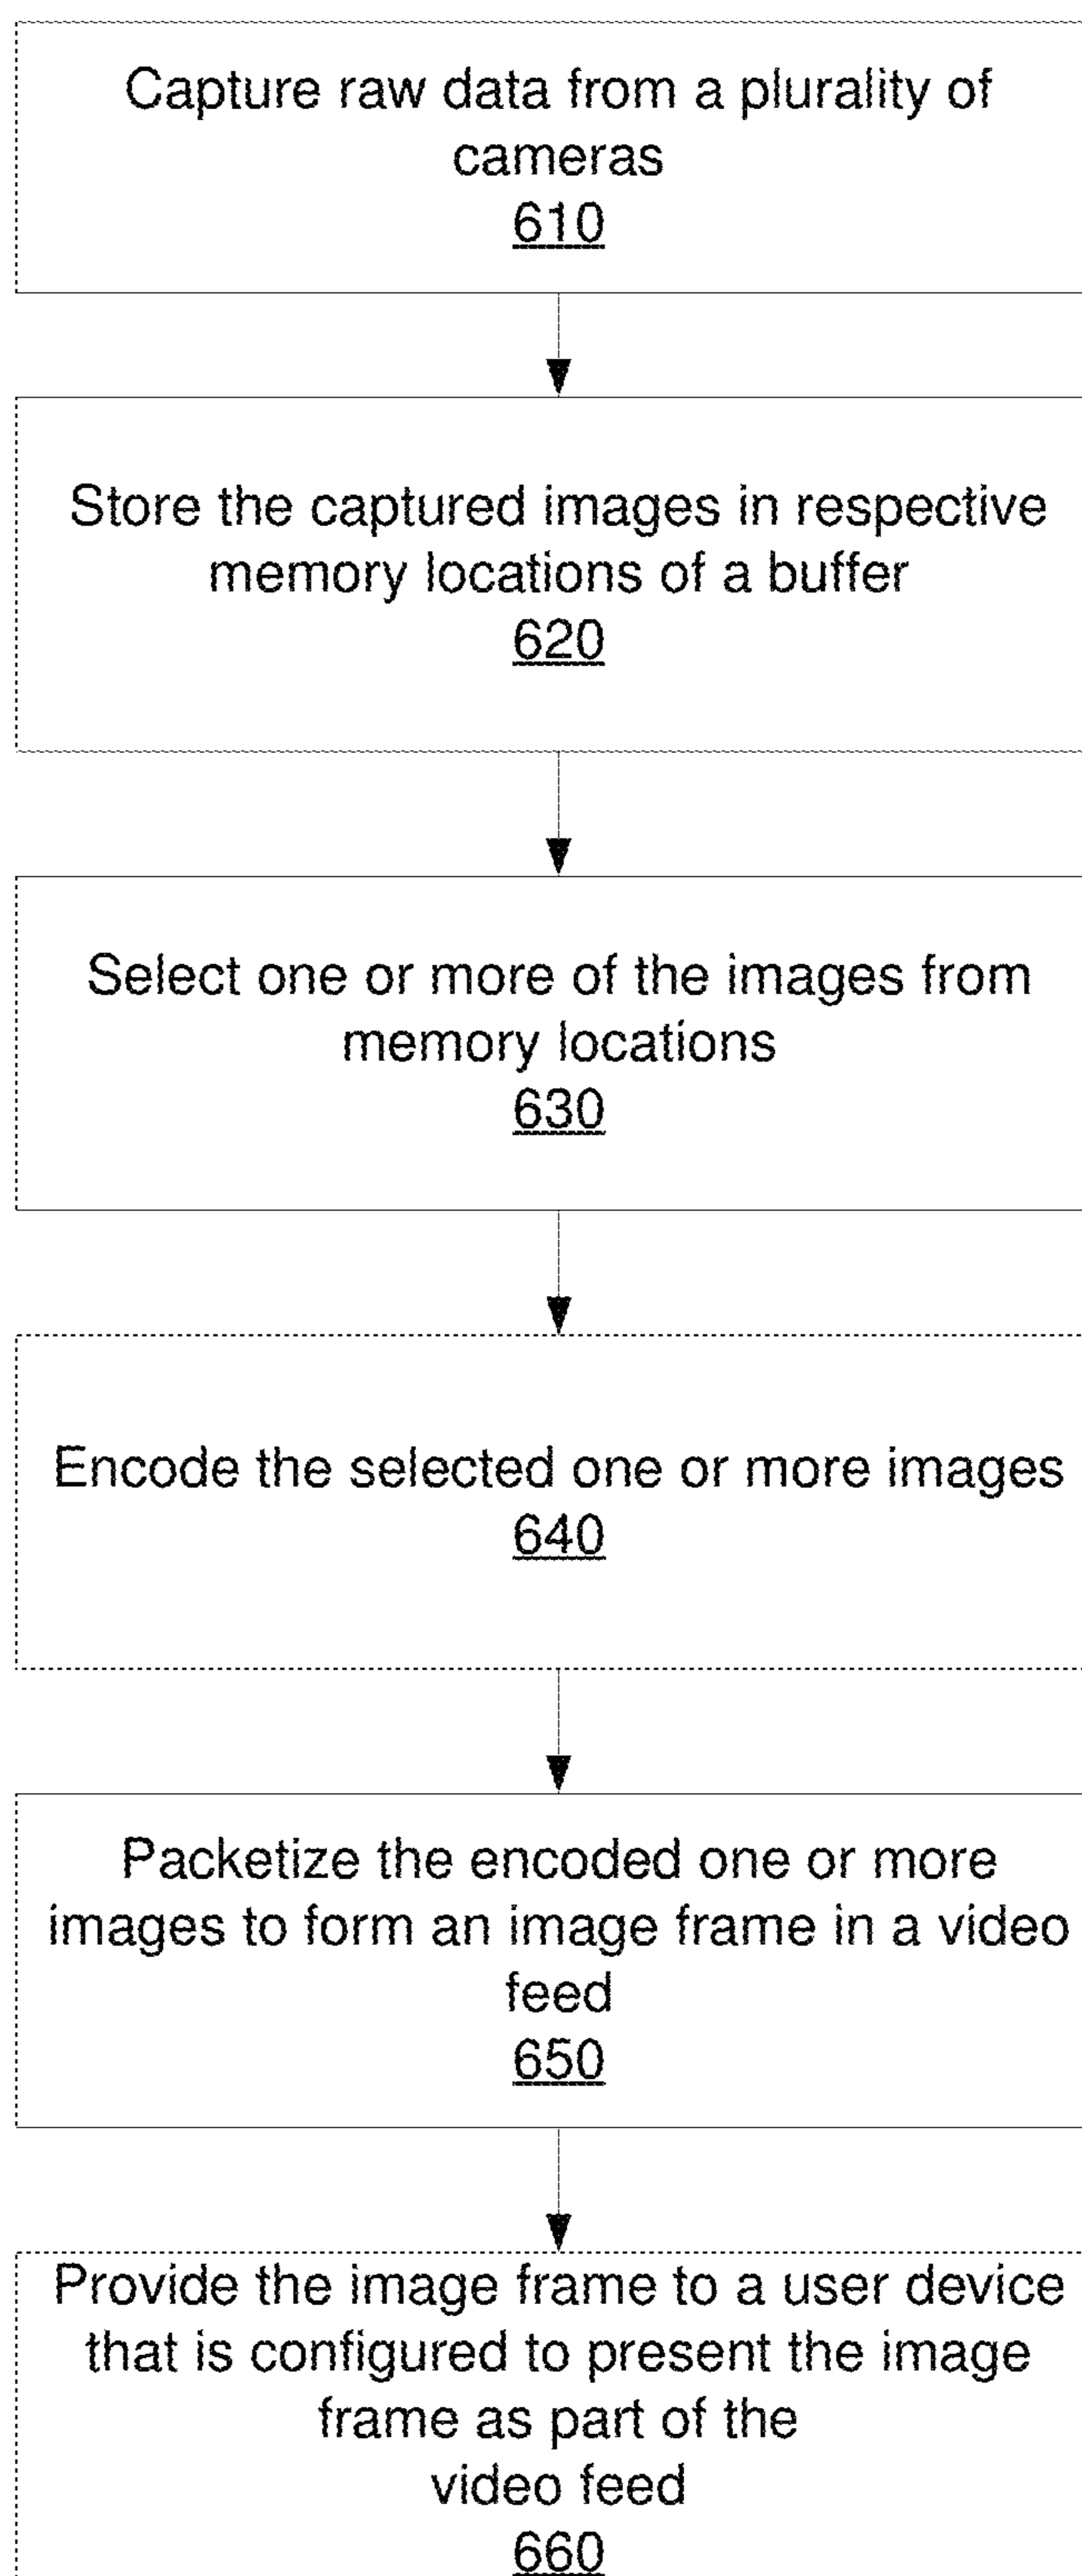 Capture raw data from a plurality of
cameras
610
Store the captured images in respective
memory locations of a buffer
620
Select one or more of the images from
memory locations
630
Encode the selected one or more images
640
Packetize the encoded one or more
images to form an image frame in a video
feed
650
Provide the image frame to a user device
that is configured to present the image
frame as part of the
video feed
660